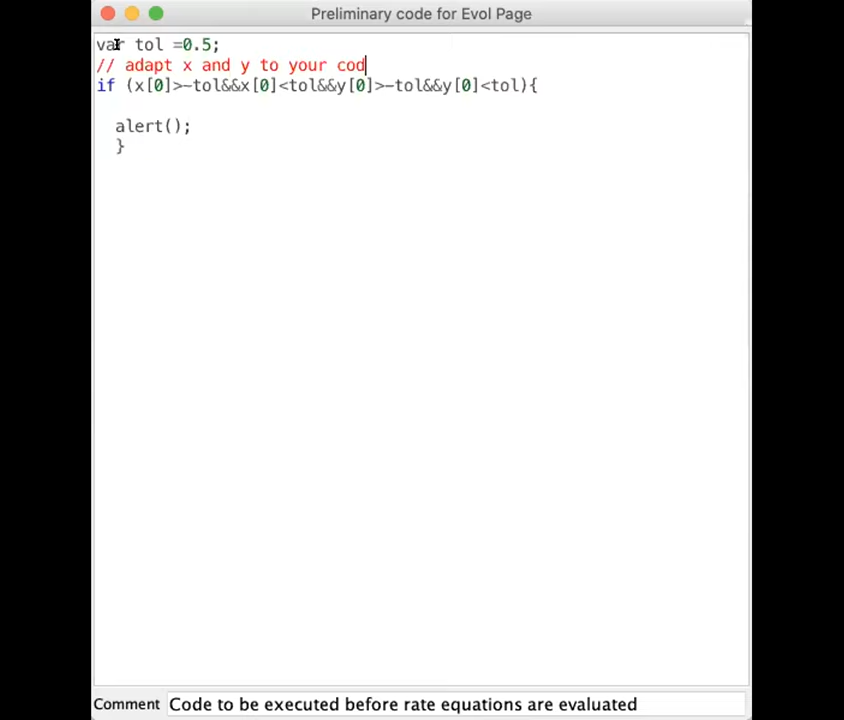 Preliminary code for Evol Page
var tol =0.5;
// adapt x and y to your cod
if (x[0]>-tol&&x[0]<tol&&y[0]>-tol&&y[0]<tol){
alert();
}
Comment Code to be executed before rate equations are evaluated